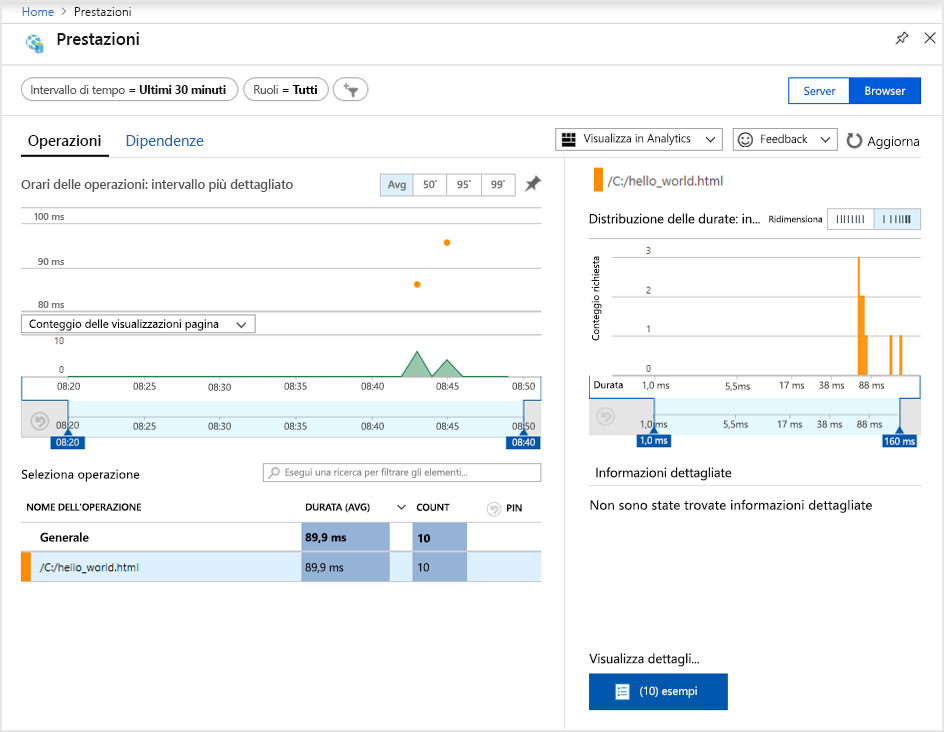 Home > Prestazioni
Prestazioni
Intervallo di tempo = Ultimi 30 minuti
Ruoli = Tutti
Server
Browser
Operazioni
Dipendenze
Visualizza in Analytics
Feedback
Aggiorna
Orari delle operazioni: intervallo più dettagliato
Avg
50°
95°
99°
100 ms
90 ms
80 ms
Conteggio delle visualizzazioni pagina
10
0
08:20 08:25 08:30 08:35 08:40 08:45 08:50
08:20 08:25 08:30 08:35 08:40 08:45 08:50
08:20 08:40
Seleziona operazione
Esegui una ricerca per filtrare gli elementi...
NOME DELL'OPERAZIONE DURATA (AVG) COUNT PIN
Generale 89,9 ms 10
/C:/hello_world.html 89,9 ms 10
/C:/hello_world.html
Distribuzione delle durate: in...
Ridimensiona
Conteggio richiesta
3
2
1
0
Durata 1,0 ms 5,5ms 17 ms 38 ms 88 ms
1,0 ms 5,5ms 17 ms 38 ms 88 ms
1,0 ms 160 ms
Informazioni dettagliate
Non sono state trovate informazioni dettagliate
Visualizza dettagli...
(10) esempi